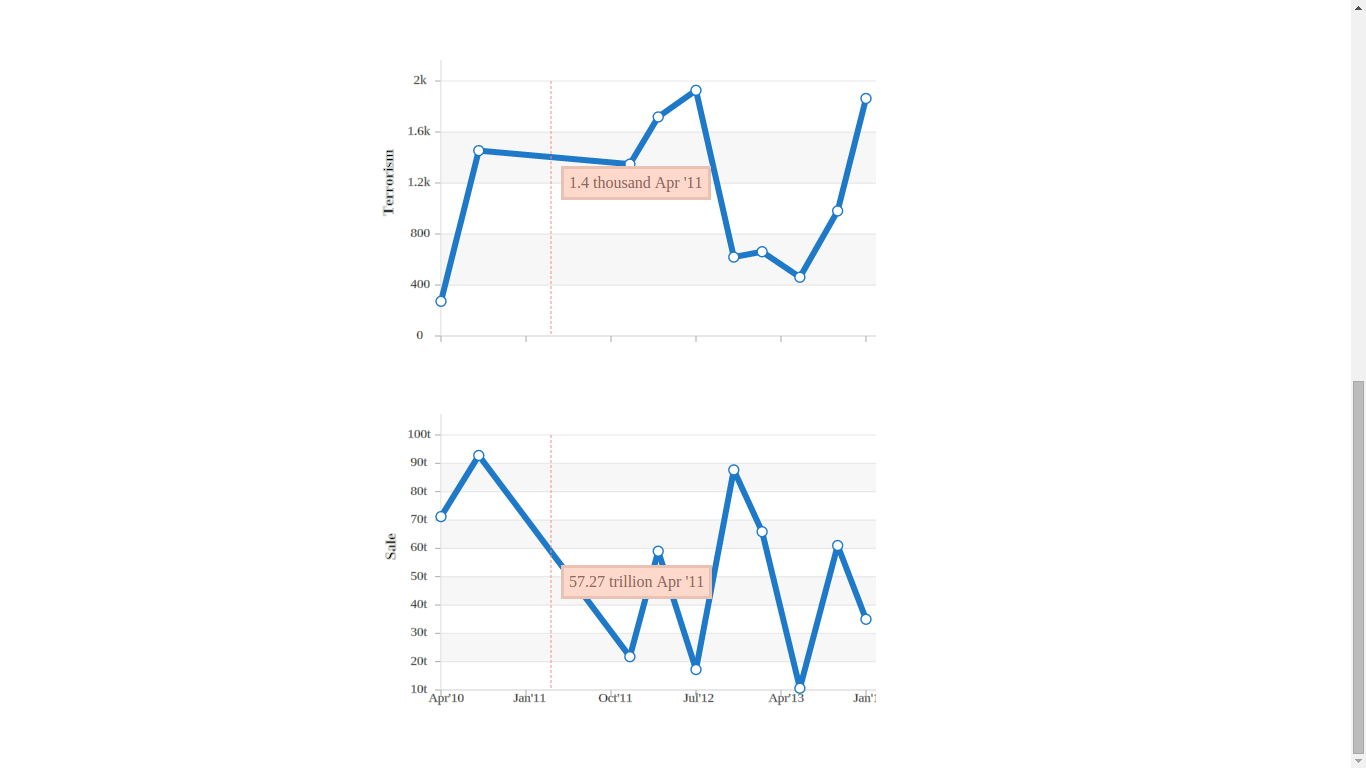 2k
1.6k
1.2k
800
400
0
Terrorism
1.4 thousand Apr '11
100t
90t
80t
70t
60t
50t
40t
30t
20t
10t
Sale
57.27 trillion Apr '11
Apr'10 Jan'11 Oct'11 Jul'12 Apr'13 Jan'1